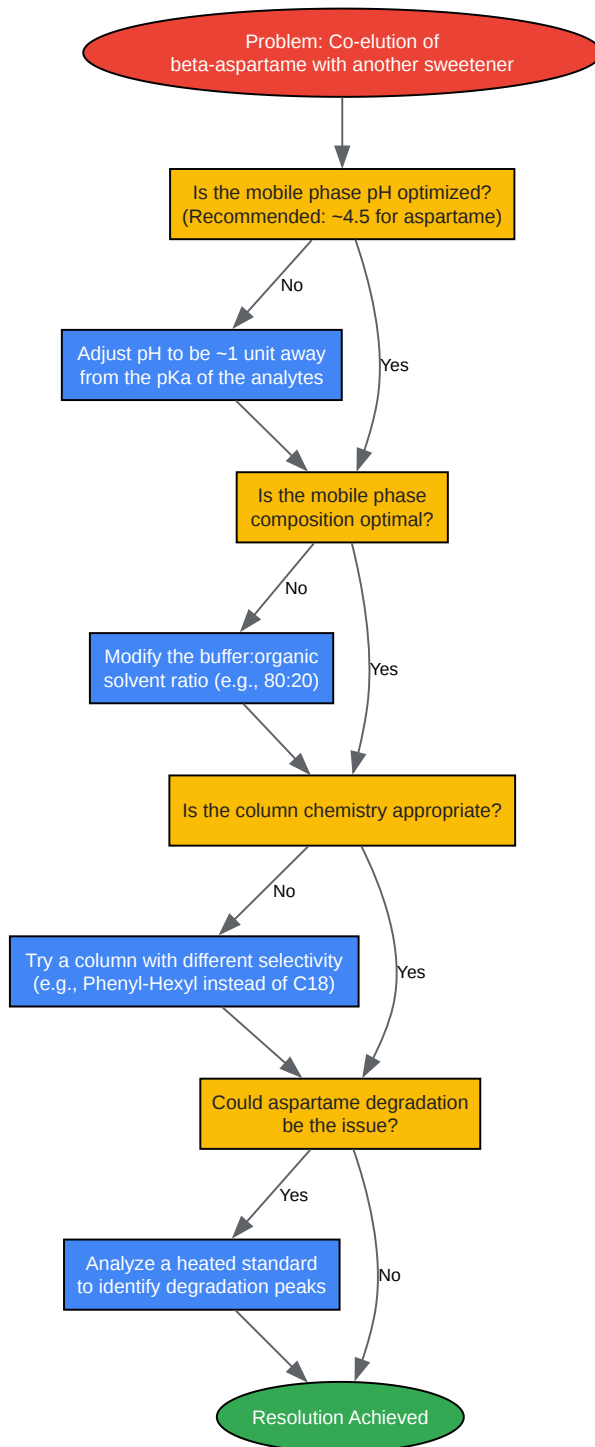 Problem: Co-elution of
beta-aspartame with another sweetener
Is the mobile phase pH optimized?
(Recommended: ~4.5 for aspartame)
No
Adjust pH to be ~1 unit away
from the pKa of the analytes
Yes
Is the mobile phase
composition optimal?
No
Modify the buffer:organic
solvent ratio (e.g., 80:20)
Yes
Is the column chemistry appropriate?
No
Try a column with different selectivity
(e.g., Phenyl-Hexyl instead of C18)
Yes
Could aspartame degradation
be the issue?
Yes
Analyze a heated standard
to identify degradation peaks
No
Resolution Achieved